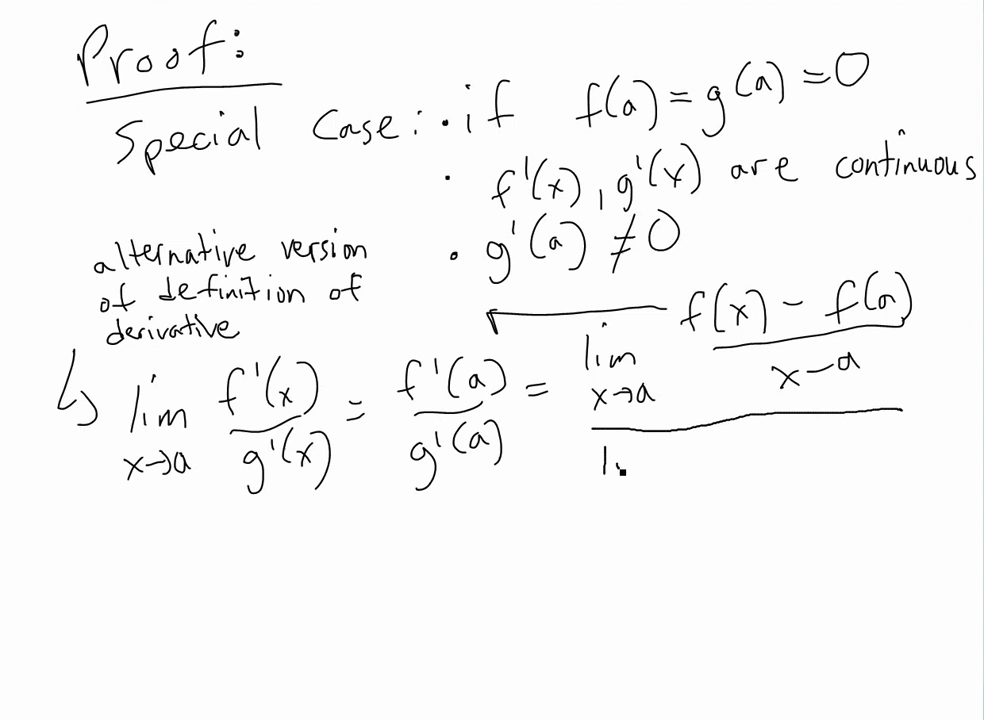 Proof:
Special Case: • if f(a) = g(a) = 0
• f'(x), g'(x) are continuous
• g'(a) ≠ 0
alternative version
of definition of
derivative
↳ lim x→a f'(x)/g'(x) = f'(a)/g'(a) = lim x→a (f(x) - f(a))/(x-a)